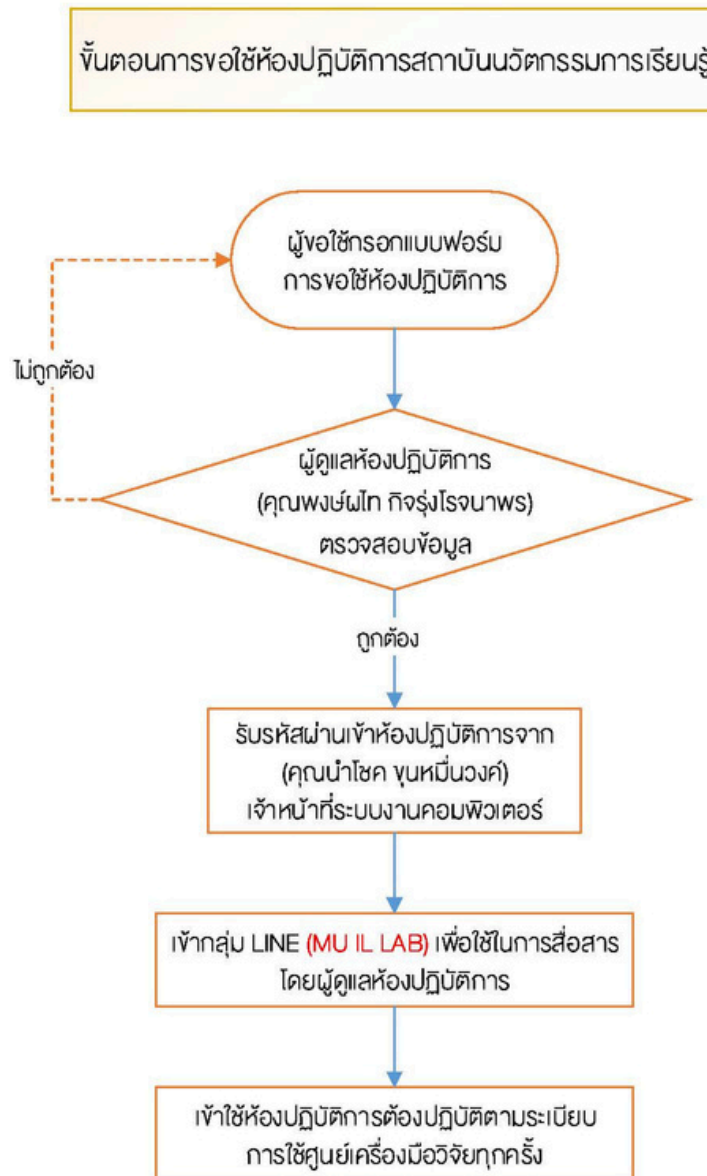 ขั้นตอนการขอใช้ห้องปฏิบัติการสถาบันนวัตกรรมการเรียนรู้
ผู้ขอใช้กรอกแบบฟอร์ม
การขอใช้ห้องปฏิบัติการ
ไม่ถูกต้อง
ผู้ดูแลห้องปฏิบัติการ
(คุณพงษ์ผไท กิจรุ่งโรจนาพร)
ตรวจสอบข้อมูล
ถูกต้อง
รับรหัสผ่านเข้าห้องปฏิบัติการจาก
(คุณนำโชค ขุนหมื่นวงค์)
เจ้าหน้าที่ระบบงานคอมพิวเตอร์
เข้ากลุ่ม LINE (MU IL LAB) เพื่อใช้ในการสื่อสาร
โดยผู้ดูแลห้องปฏิบัติการ
เข้าใช้ห้องปฏิบัติการต้องปฏิบัติตามระเบียบ
การใช้ศูนย์เครื่องมือวิจัยทุกครั้ง